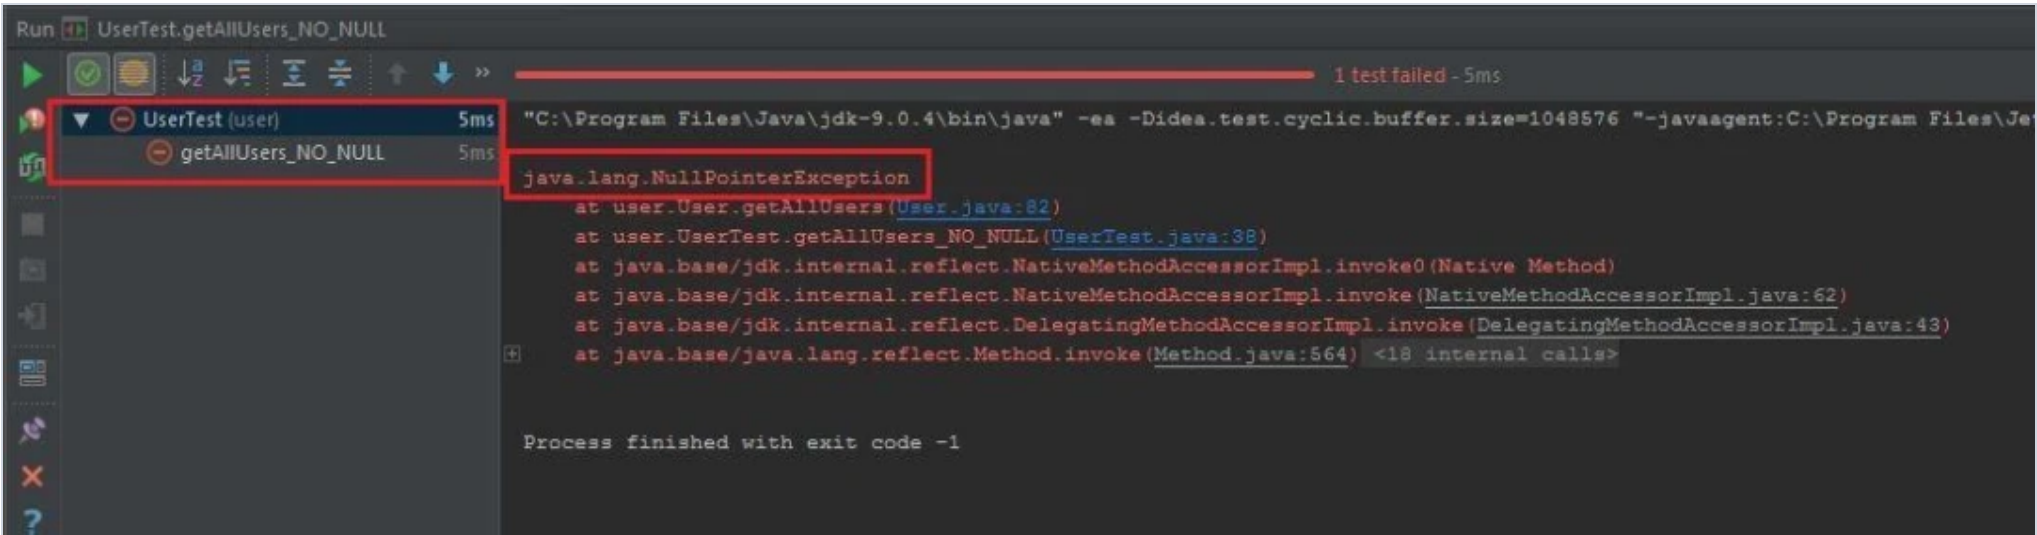 Run UserTest.getAllUsers_NO_NULL
1 test failed - 5ms
UserTest (user) 5ms
getAllUsers_NO_NULL 5ms
"C:\Program Files\Java\jdk-9.0.4\bin\java" -ea -Didea.test.cyclic.buffer.size=1048576 "-javaagent:C:\Program Files\Je
java.lang.NullPointerException
at user.User.getAllUsers(User.java:82)
at user.UserTest.getAllUsers_NO_NULL(UserTest.java:38)
at java.base/jdk.internal.reflect.NativeMethodAccessorImpl.invoke0(Native Method)
at java.base/jdk.internal.reflect.NativeMethodAccessorImpl.invoke(NativeMethodAccessorImpl.java:62)
at java.base/jdk.internal.reflect.DelegatingMethodAccessorImpl.invoke(DelegatingMethodAccessorImpl.java:43)
at java.base/java.lang.reflect.Method.invoke(Method.java:564) <18 internal calls>
Process finished with exit code -1